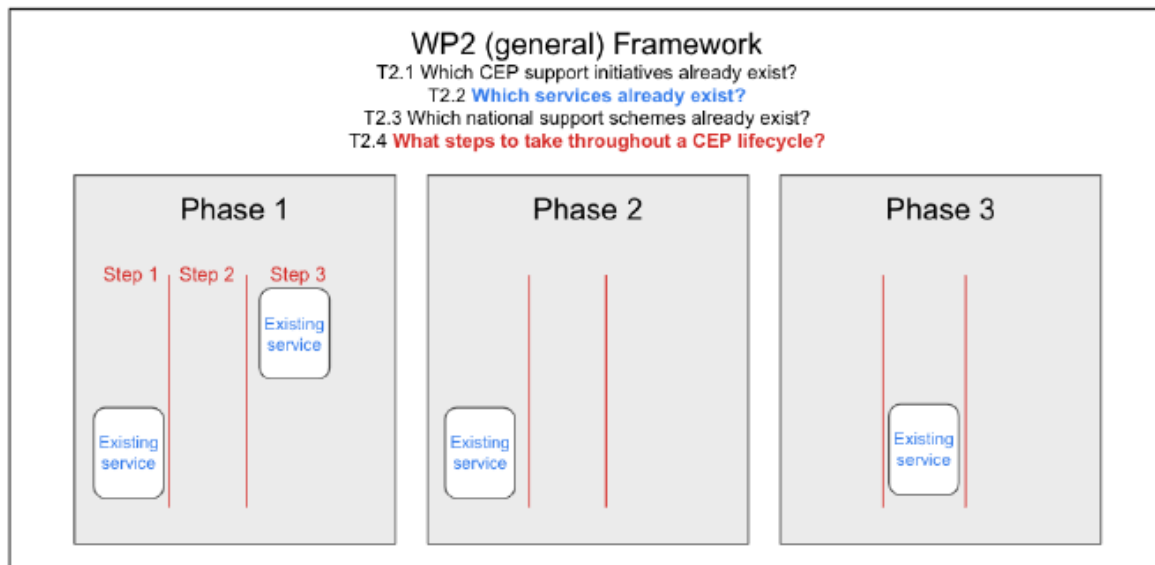 WP2 (general) Framework
T2.1 Which CEP support initiatives already exist?
T2.2 Which services already exist?
T2.3 Which national support schemes already exist?
T2.4 What steps to take throughout a CEP lifecycle?
Phase 1
Step 1
Step 2
Step 3
Existing
service
Existing
service
Phase 2
Existing
service
Phase 3
Existing
service